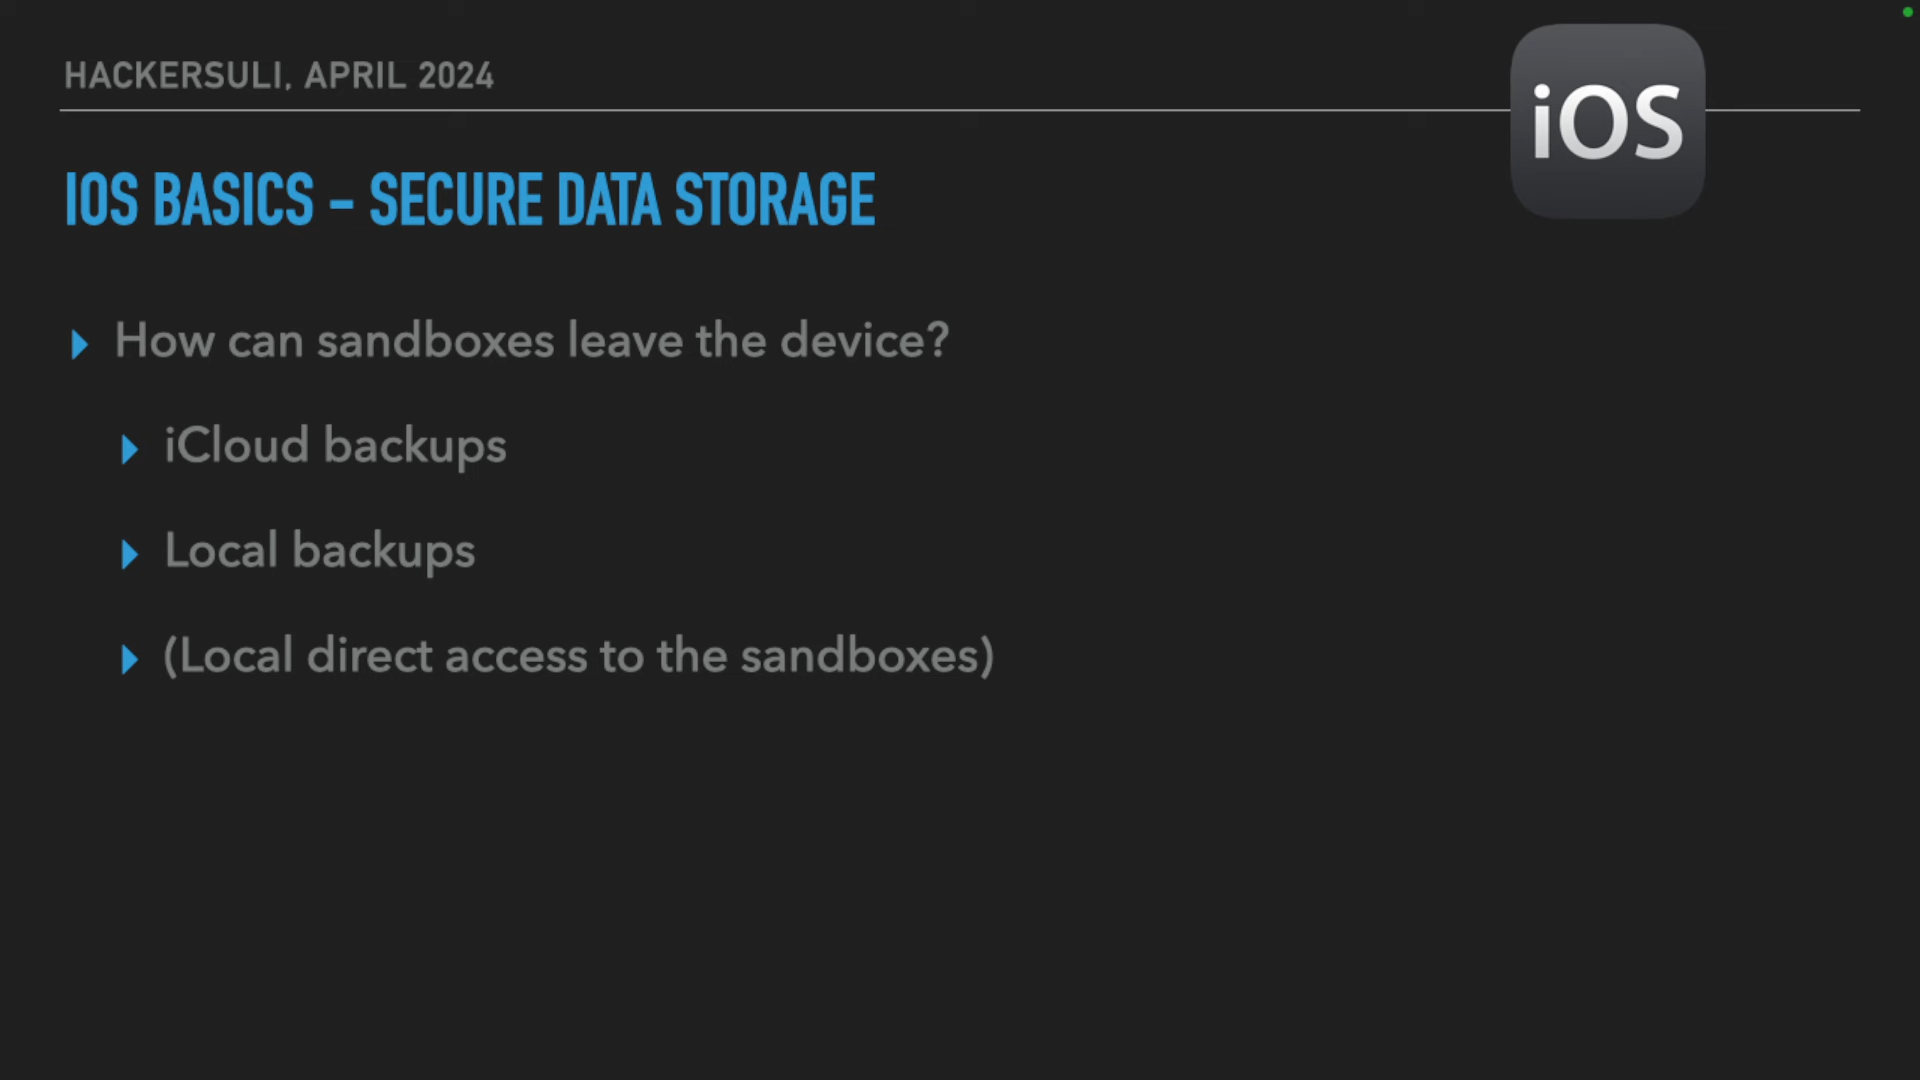 HACKERSULI, APRIL 2024
iOS
IOS BASICS – SECURE DATA STORAGE
How can sandboxes leave the device?
iCloud backups
Local backups
(Local direct access to the sandboxes)